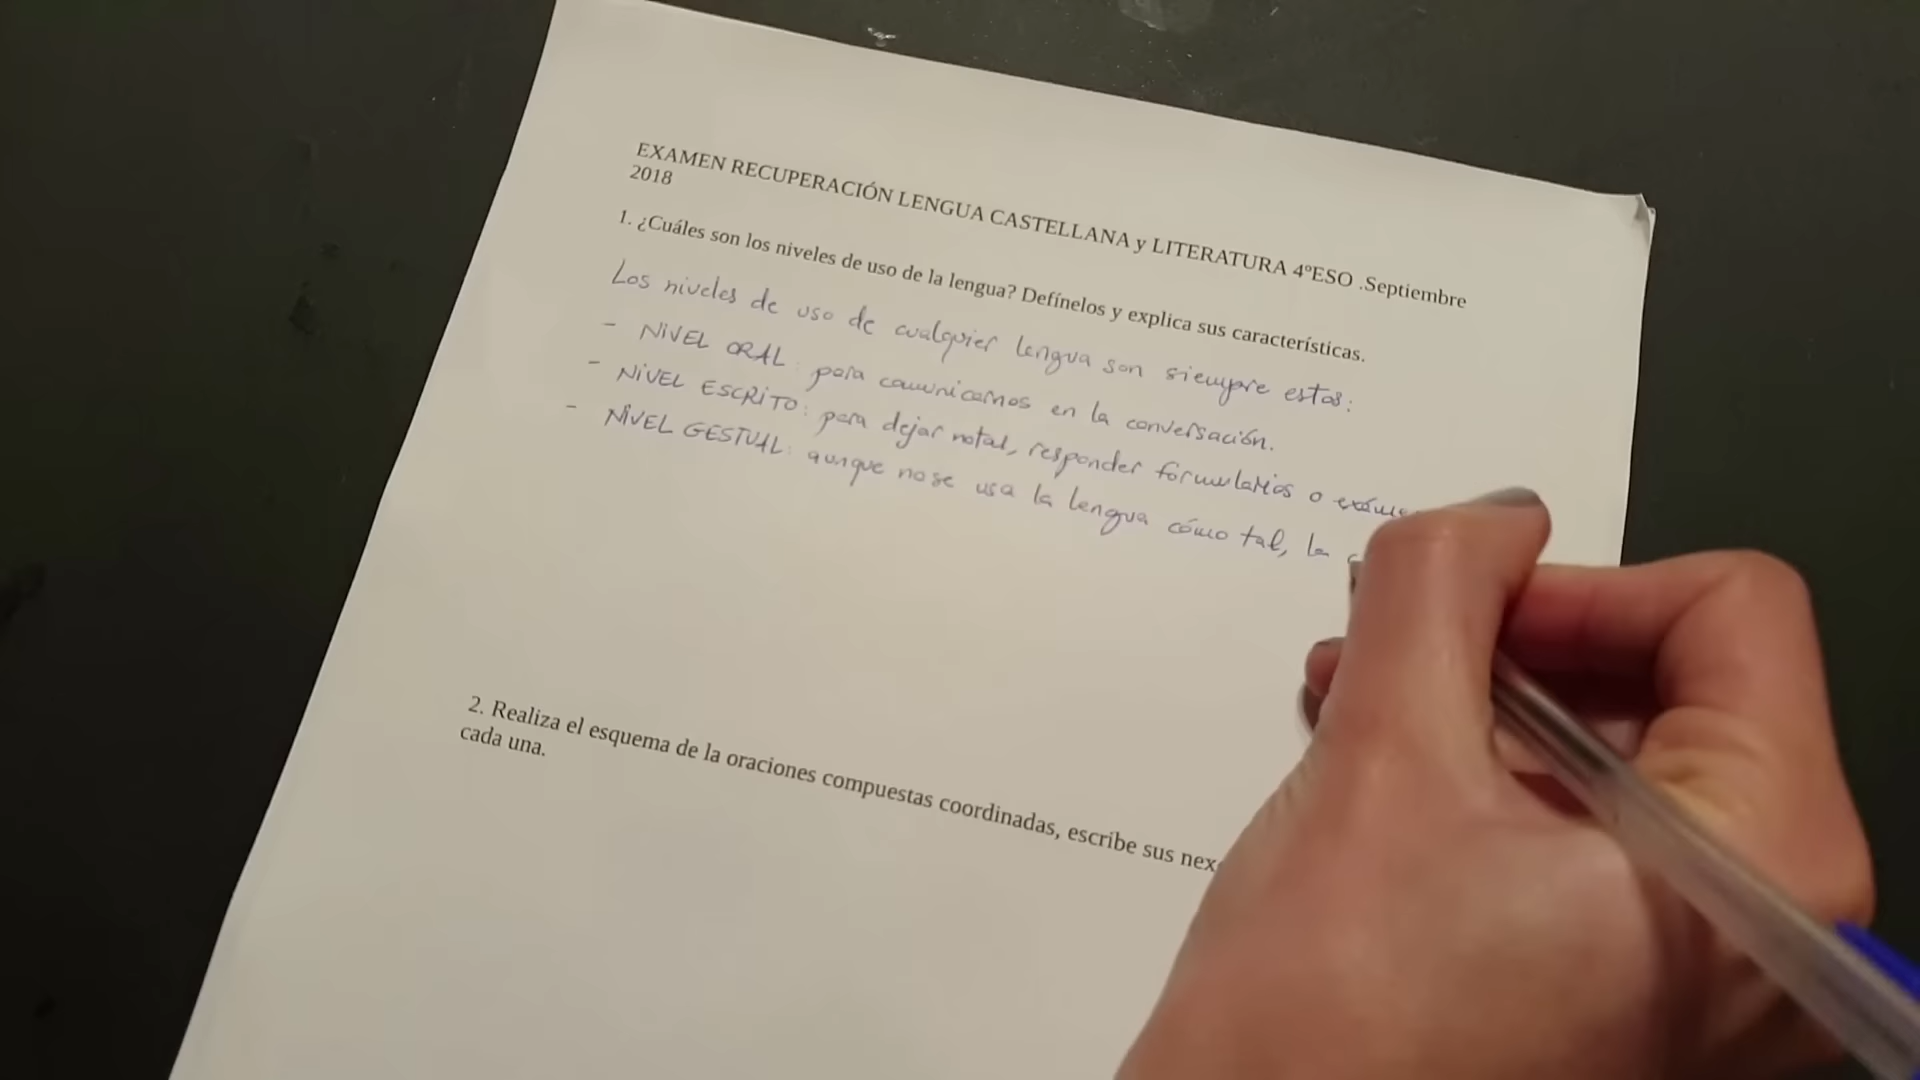 EXAMEN RECUPERACIÓN LENGUA CASTELLANA y LITERATURA 4ºESO .Septiembre
2018
1. ¿Cuáles son los niveles de uso de la lengua? Defínelos y explica sus características.
Los niveles de uso de cualquier lengua son siempre estos:
- NIVEL ORAL: para comunicarnos en la conversación.
- NIVEL ESCRITO: para dejar notas, responder formularios o
- NIVEL GESTUAL: aunque no se usa la lengua cómo tal, la
2. Realiza el esquema de la oraciones compuestas coordinadas, escribe sus
cada una.